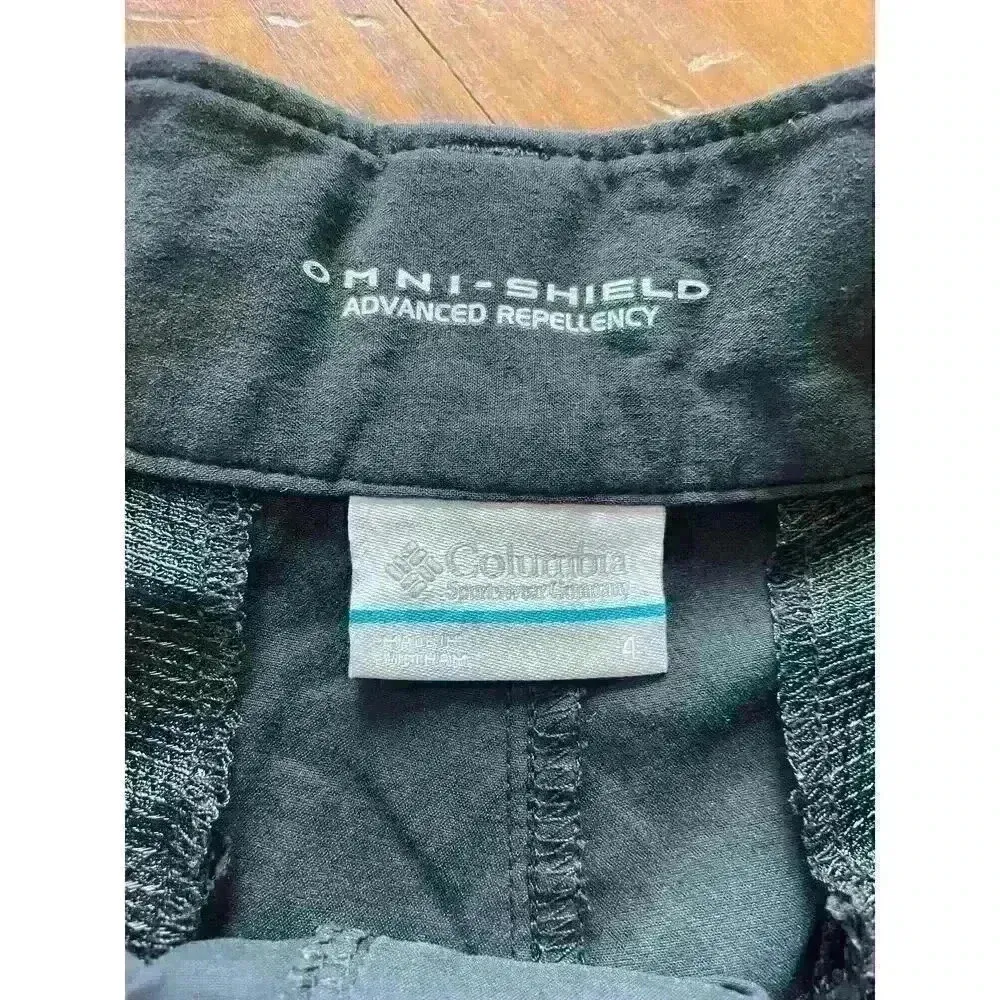 OMNI-SHIELD
ADVANCED REPELLENCY
Columbia
Sportswear Company
4